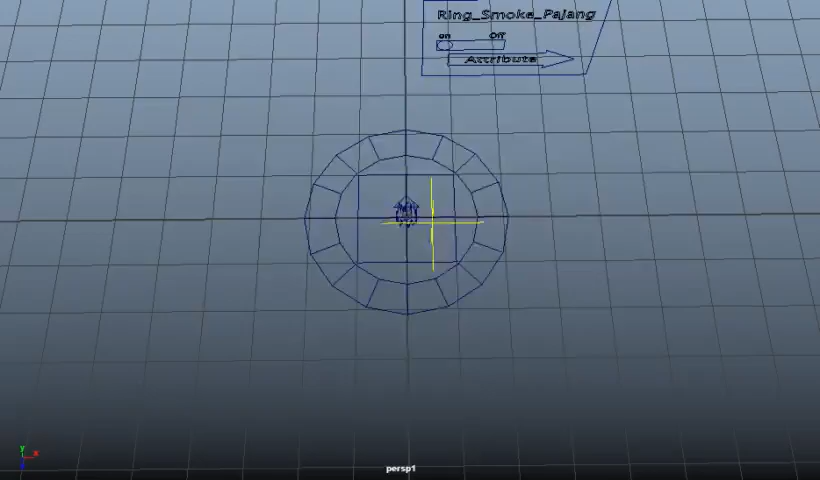 Ring_Smoke_Pajang
on Off
Attribute
y x
persp1